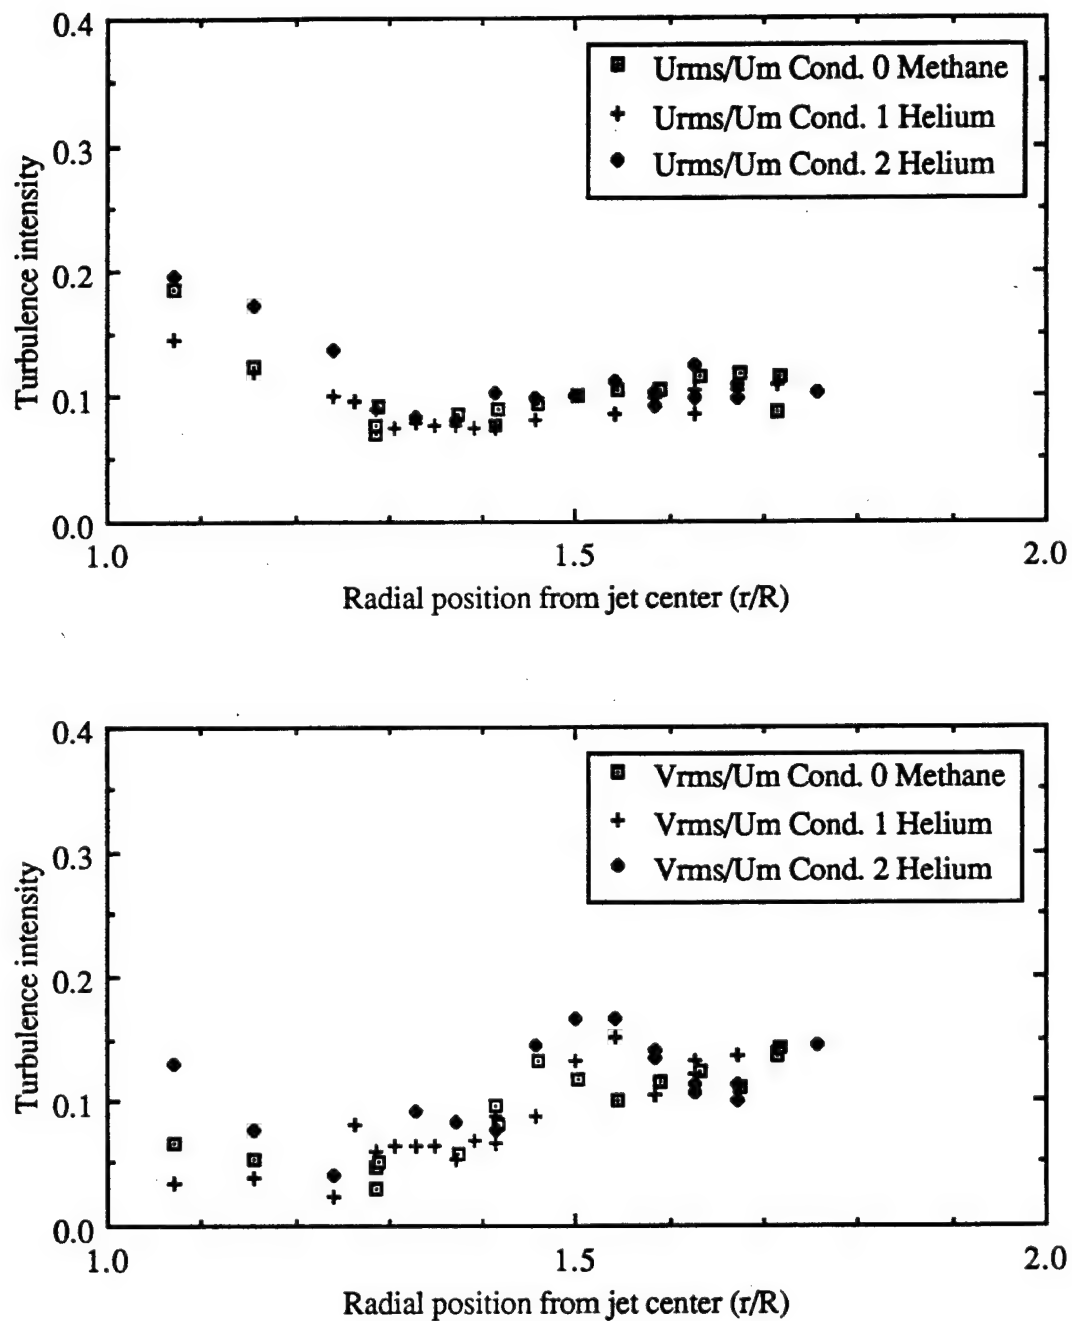 0.4
Urms/Um Cond. 0 Methane
Urms/Um Cond. 1 Helium
Urms/Um Cond. 2 Helium
0.3
0.2
0.1
0.0
Turbulence intensity
1.0 1.5 2.0
Radial position from jet center (r/R)
0.4
Vrms/Um Cond. 0 Methane
Vrms/Um Cond. 1 Helium
Vrms/Um Cond. 2 Helium
0.3
0.2
0.1
0.0
Turbulence intensity
1.0 1.5 2.0
Radial position from jet center (r/R)